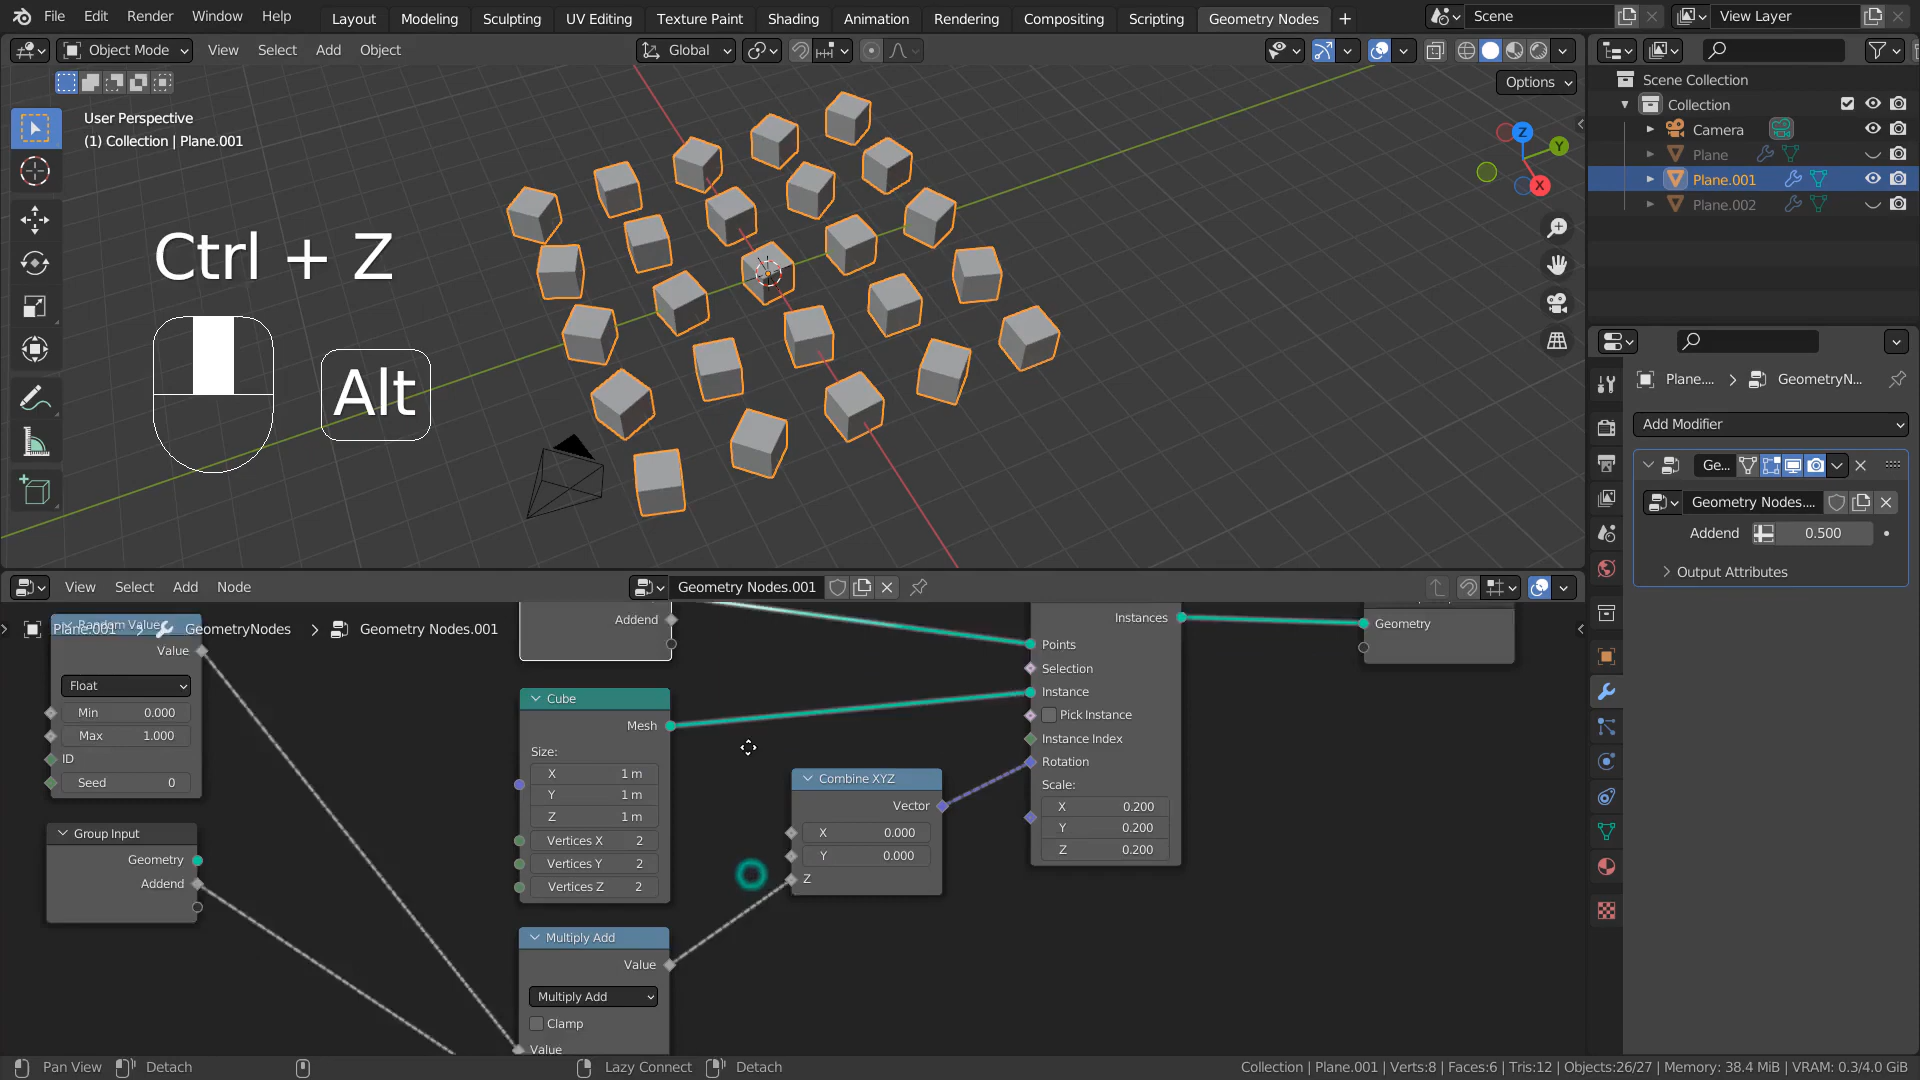 File Edit Render Window Help Layout Modeling Sculpting UV Editing Texture Paint Shading Animation Rendering Compositing Scripting Geometry Nodes + Scene View Layer
Object Mode View Select Add Object Global
Options
User Perspective
(1) Collection | Plane.001
Ctrl + Z
Alt
Z
Y
X
Scene Collection
Collection
Camera
Plane
Plane.001
Plane.002
Plane.... GeometryN...
Add Modifier
Ge...
Geometry Nodes....
Addend 0.500
Output Attributes
View Select Add Node Geometry Nodes.001
Plane.001 GeometryNodes Geometry Nodes.001
Random Value
Value
Float
Min 0.000
Max 1.000
ID
Seed 0
Group Input
Geometry
Addend
Addend
Cube
Mesh
Size:
X 1 m
Y 1 m
Z 1 m
Vertices X 2
Vertices Y 2
Vertices Z 2
Multiply Add
Value
Multiply Add
Clamp
Value
Combine XYZ
Vector
X 0.000
Y 0.000
Z
Instances
Points
Selection
Instance
Pick Instance
Instance Index
Rotation
Scale:
X 0.200
Y 0.200
Z 0.200
Geometry
Pan View Detach Lazy Connect Detach Collection | Plane.001 | Verts:8 | Faces:6 | Tris:12 | Objects:26/27 | Memory: 38.4 MiB | VRAM: 0.3/4.0 GiB